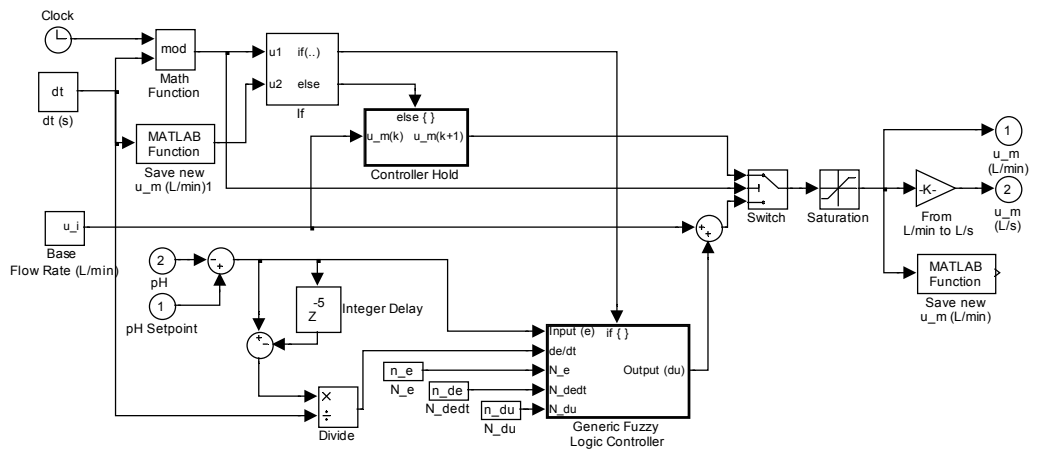 Clock
mod
Math
Function
dt
dt (s)
u1
if(..)
u2
else
If
MATLAB
Function
Save new
u_m (L/min)1
else { }
u_m(k)
u_m(k+1)
Controller Hold
u_i
Base
Flow Rate (L/min)
2
pH
1
pH Setpoint
-5
Z
Integer Delay
×
÷
Divide
n_e
N_e
n_de
N_dedt
n_du
N_du
Input (e)
if { }
de/dt
N_e
Output (du)
N_dedt
N_du
Generic Fuzzy
Logic Controller
Switch
Saturation
-K-
From
L/min to L/s
1
u_m
(L/min)
2
u_m
(L/s)
MATLAB
Function
Save new
u_m (L/min)